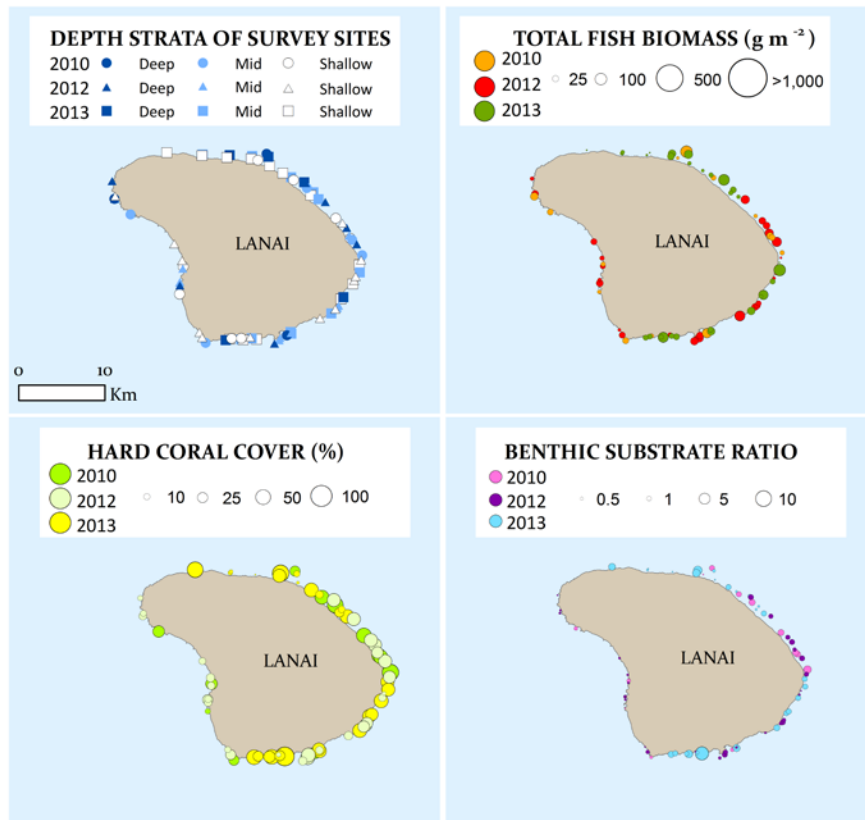 DEPTH STRATA OF SURVEY SITES
2010 Deep Mid Shallow
2012 Deep Mid Shallow
2013 Deep Mid Shallow
LANAI
0 10
Km
TOTAL FISH BIOMASS (g m⁻²)
2010
2012
2013
25 100 500 >1,000
LANAI
HARD CORAL COVER (%)
2010
2012
2013
10 25 50 100
LANAI
BENTHIC SUBSTRATE RATIO
2010
2012
2013
0.5 1 5 10
LANAI